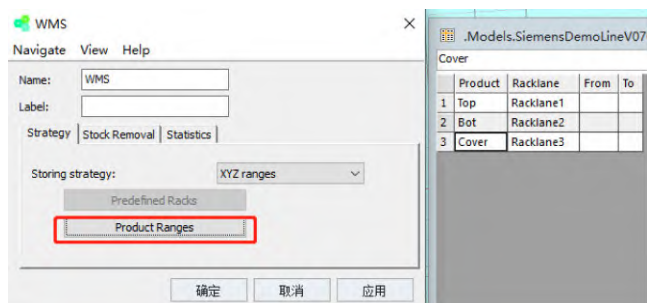 WMS
Navigate View Help
Name: WMS
Label:
Strategy Stock Removal Statistics
Storing strategy: XYZ ranges
Predefined Racks
Product Ranges
确定 取消 应用
.Models.SiemensDemoLineV07
Cover
Product Racklane From To
1 Top Racklane1
2 Bot Racklane2
3 Cover Racklane3